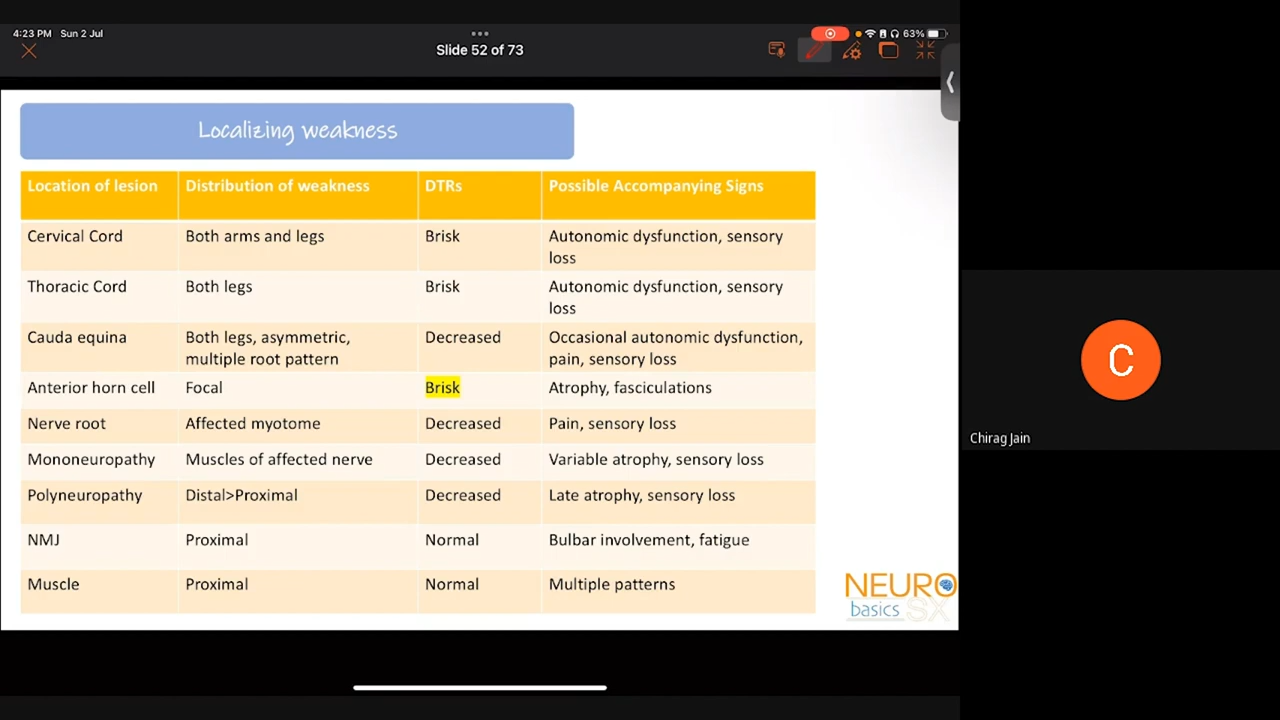 4:23 PM Sun 2 Jul
63%
Slide 52 of 73
Localizing weakness
Location of lesion Distribution of weakness DTRs Possible Accompanying Signs
Cervical Cord Both arms and legs Brisk Autonomic dysfunction, sensory
loss
Thoracic Cord Both legs Brisk Autonomic dysfunction, sensory
loss
Cauda equina Both legs, asymmetric, Decreased Occasional autonomic dysfunction,
multiple root pattern pain, sensory loss
Anterior horn cell Focal Brisk Atrophy, fasciculations
Nerve root Affected myotome Decreased Pain, sensory loss
Mononeuropathy Muscles of affected nerve Decreased Variable atrophy, sensory loss
Polyneuropathy Distal>Proximal Decreased Late atrophy, sensory loss
NMJ Proximal Normal Bulbar involvement, fatigue
Muscle Proximal Normal Multiple patterns
NEURO
basics SX
C
Chirag Jain